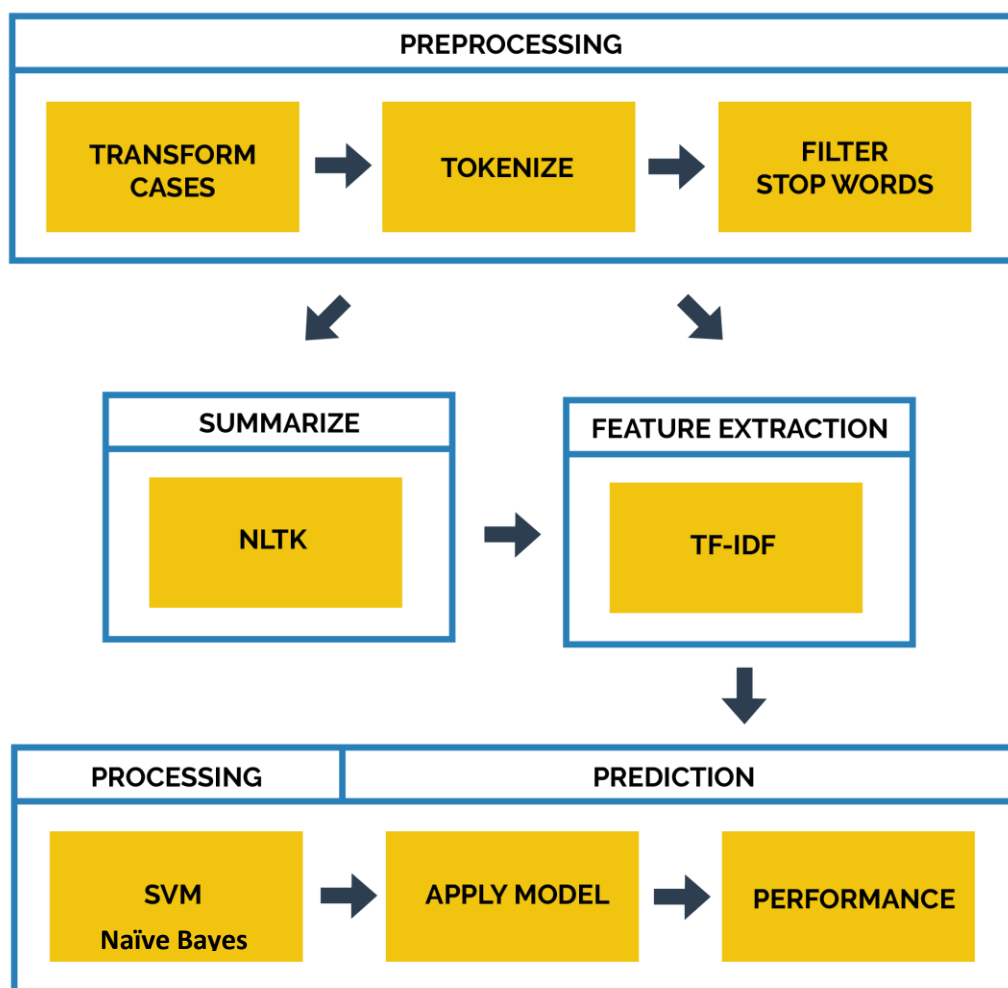 PREPROCESSING
TRANSFORM
CASES
TOKENIZE
FILTER
STOP WORDS
SUMMARIZE
NLTK
FEATURE EXTRACTION
TF-IDF
PROCESSING
PREDICTION
SVM
Naïve Bayes
APPLY MODEL
PERFORMANCE